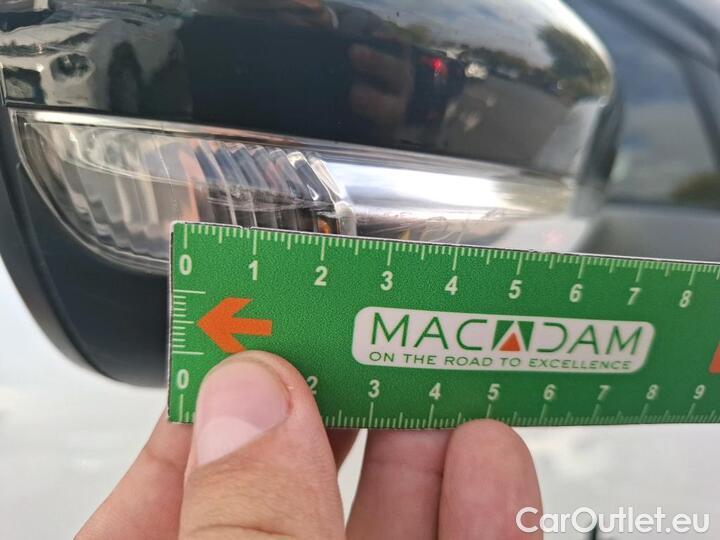 0 1 2 3 4 5 6 7 8
MACADAM
ON THE ROAD TO EXCELLENCE
0 2 3 4 5 6 7 8 9
CarOutlet.eu